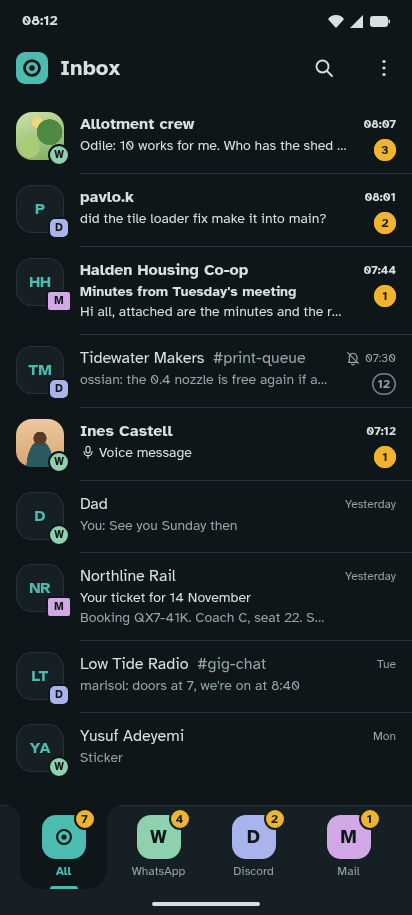 08:12
Inbox
Allotment crew 08:07
Odile: 10 works for me. Who has the shed ... 3
W
pavlo.k 08:01
P did the tile loader fix make it into main? 2
D
Halden Housing Co-op 07:44
HH Minutes from Tuesday's meeting 1
M Hi all, attached are the minutes and the r...
Tidewater Makers #print-queue 07:30
TM ossian: the 0.4 nozzle is free again if a... 12
D
Ines Castell 07:12
Voice message 1
W
Dad Yesterday
D You: See you Sunday then
W
Northline Rail Yesterday
NR Your ticket for 14 November
M Booking QX7-41K. Coach C, seat 22. S...
Low Tide Radio #gig-chat Tue
LT marisol: doors at 7, we're on at 8:40
D
Yusuf Adeyemi Mon
YA Sticker
W
7 4 2 1
W D M
All WhatsApp Discord Mail